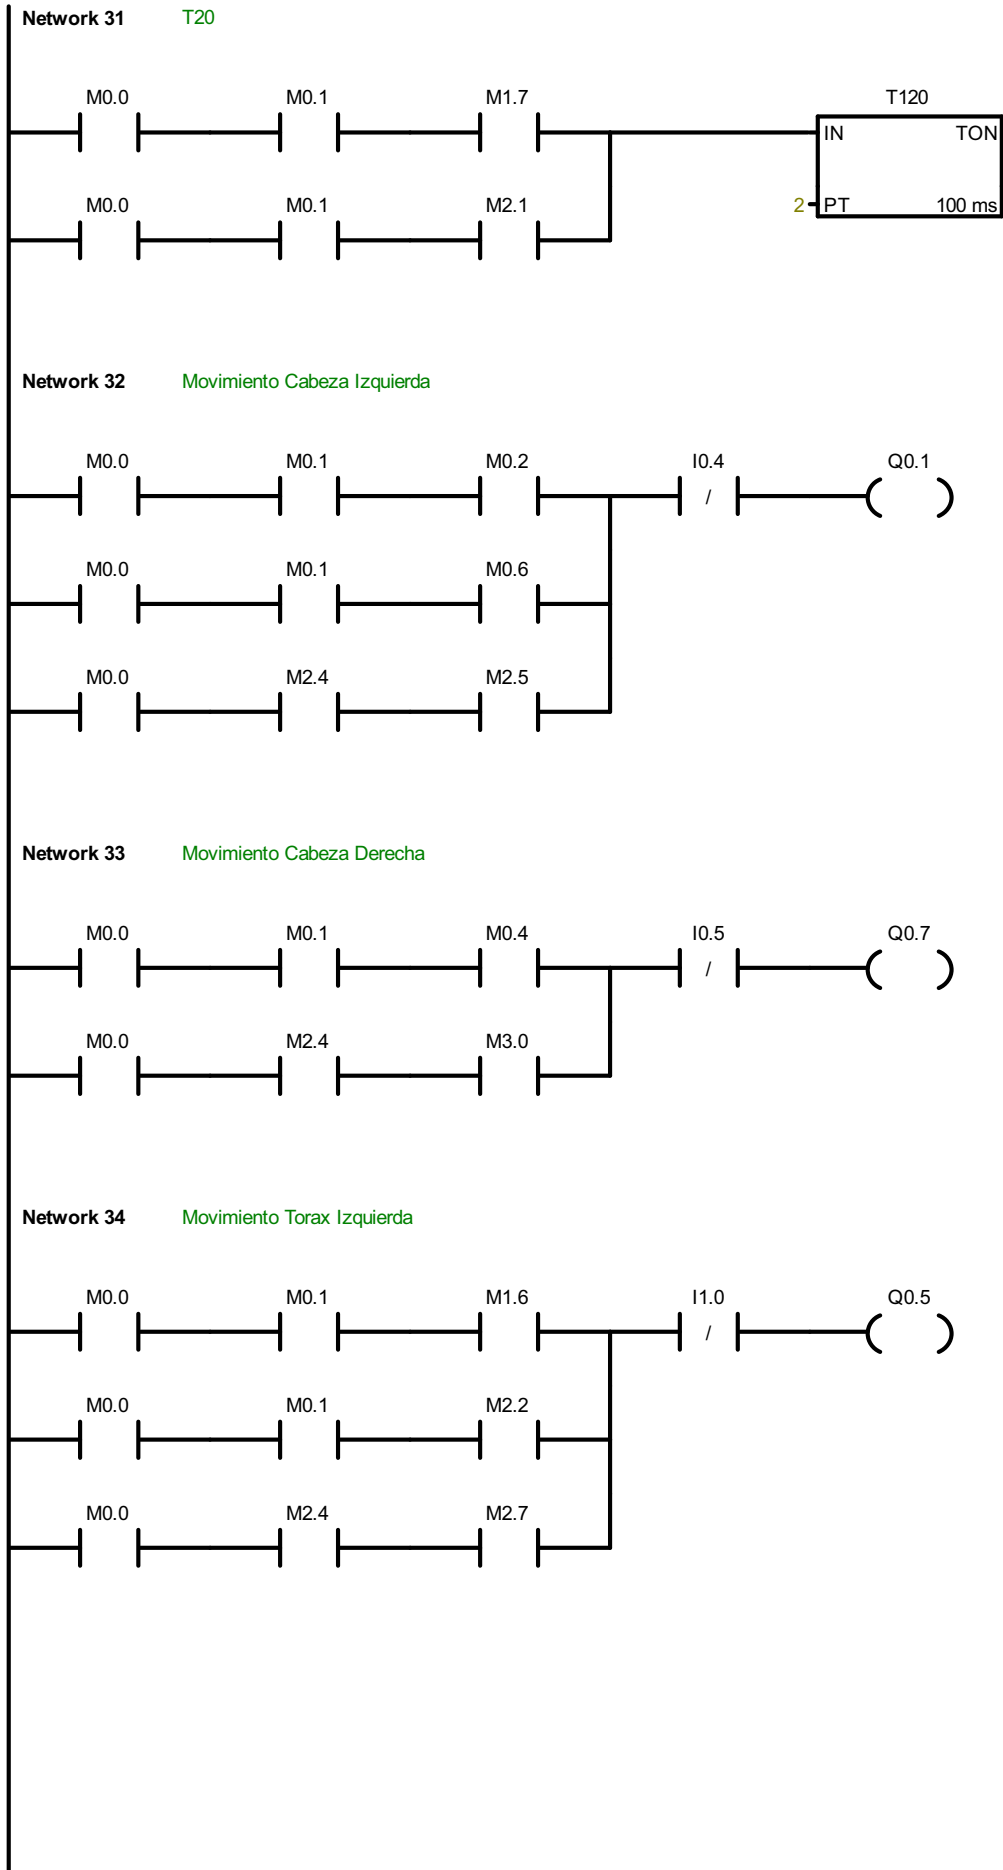 Network 31 T20
M0.0 M0.1 M1.7 T120
IN TON
M0.0 M0.1 M2.1 2 PT 100 ms
Network 32 Movimiento Cabeza Izquierda
M0.0 M0.1 M0.2 I0.4 Q0.1
/
M0.0 M0.1 M0.6
M0.0 M2.4 M2.5
Network 33 Movimiento Cabeza Derecha
M0.0 M0.1 M0.4 I0.5 Q0.7
/
M0.0 M2.4 M3.0
Network 34 Movimiento Torax Izquierda
M0.0 M0.1 M1.6 I1.0 Q0.5
/
M0.0 M0.1 M2.2
M0.0 M2.4 M2.7